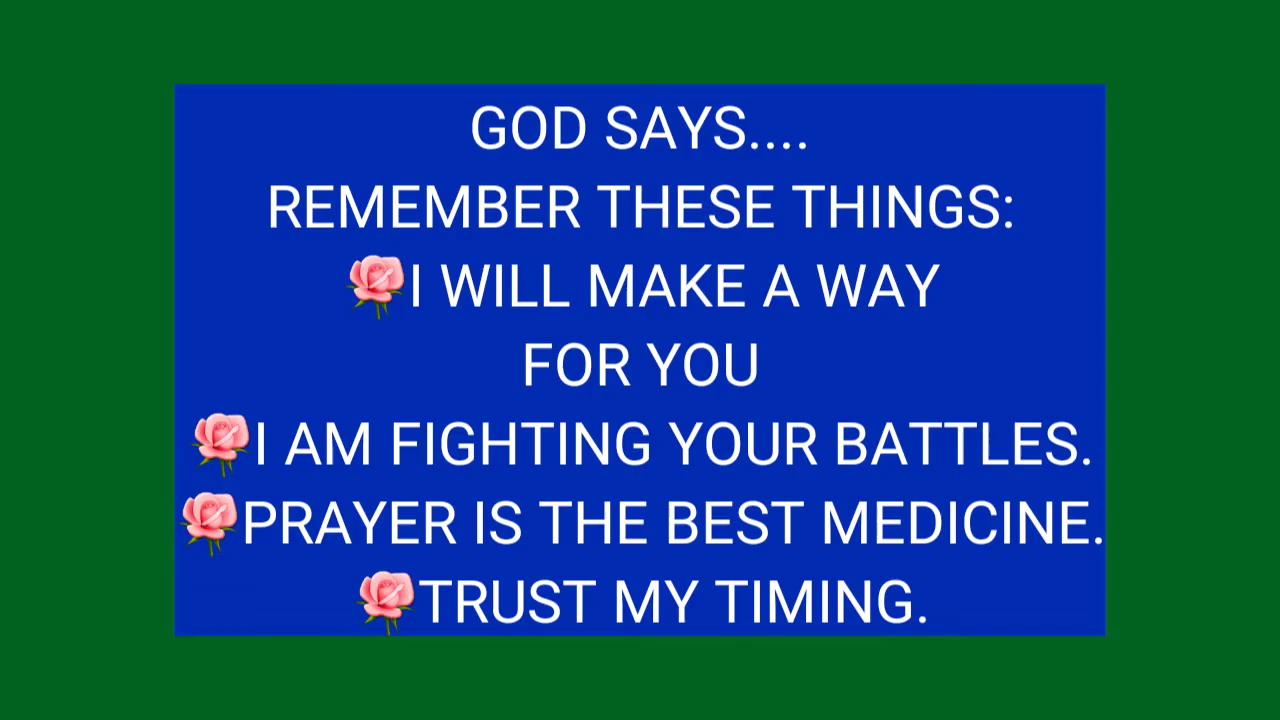 GOD SAYS....
REMEMBER THESE THINGS:
🌹I WILL MAKE A WAY
FOR YOU
🌹I AM FIGHTING YOUR BATTLES.
🌹PRAYER IS THE BEST MEDICINE.
🌹TRUST MY TIMING.